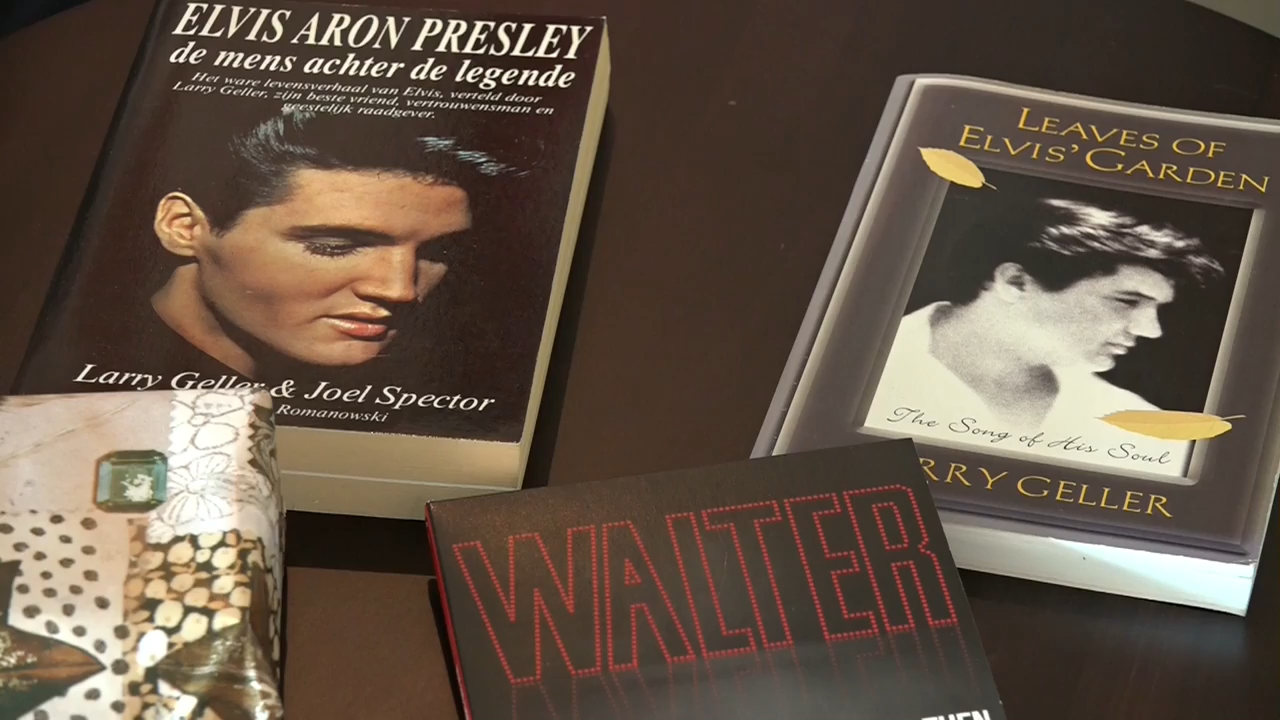 ELVIS ARON PRESLEY
de mens achter de legende
Het ware levensverhaal van Elvis, verteld door
Larry Geller, zijn beste vriend, vertrouwensman en
geestelijk raadgever.
Larry Geller & Joel Spector
Romanowski
LEAVES OF
ELVIS' GARDEN
The Song of His Soul
RRY GELLER
WALTER
THEN